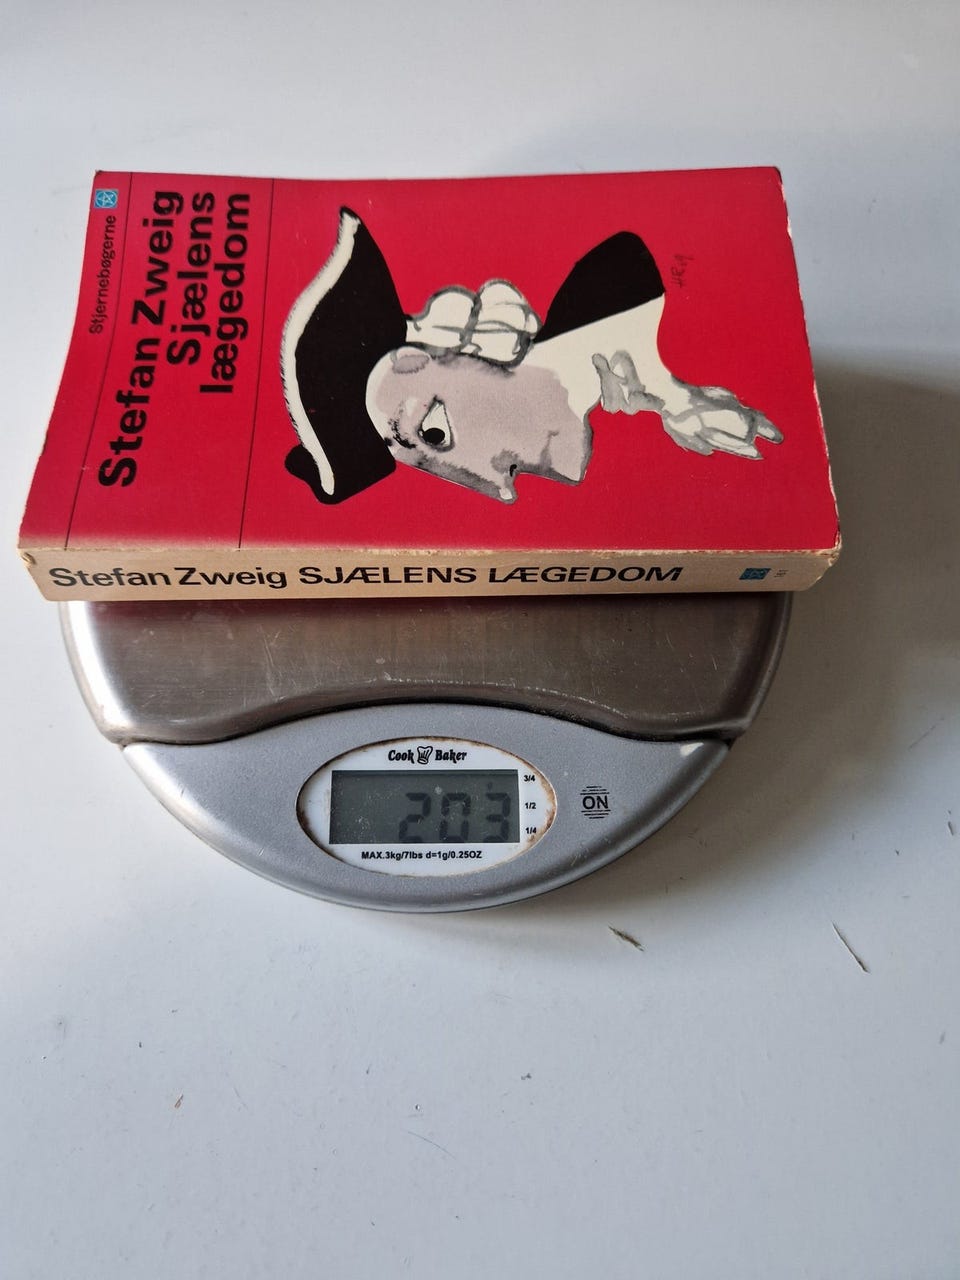 Stjernebøgerne
Stefan Zweig
Sjælens
lægedom
Stefan Zweig SJÆLENS LÆGEDOM
Cook Baker
203
3/4
1/2
1/4
ON
MAX.3kg/7lbs d=1g/0.25OZ